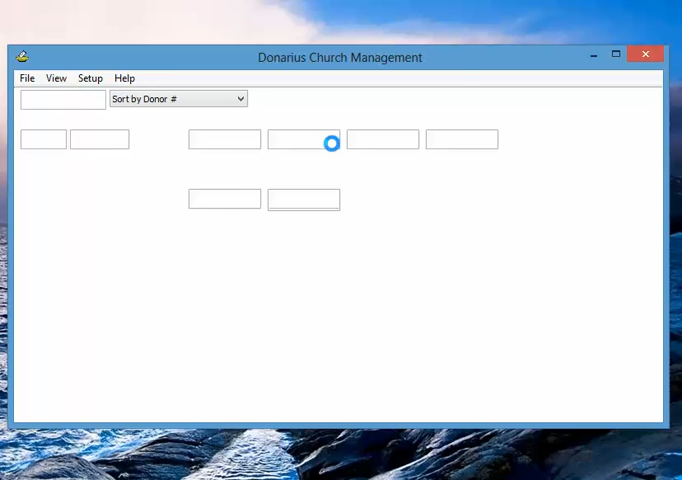 Donarius Church Management
File View Setup Help
Sort by Donor #